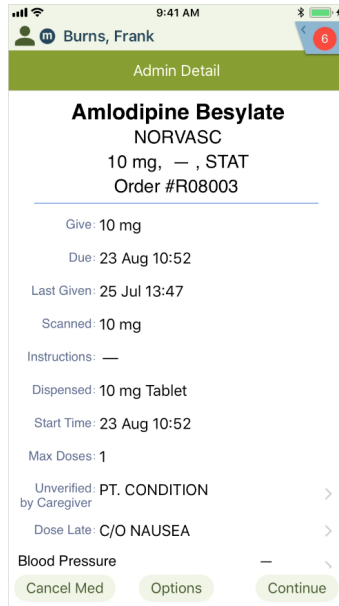 9:41 AM
m Burns, Frank
6
Admin Detail
Amlodipine Besylate
NORVASC
10 mg, — , STAT
Order #R08003
Give: 10 mg
Due: 23 Aug 10:52
Last Given: 25 Jul 13:47
Scanned: 10 mg
Instructions: —
Dispensed: 10 mg Tablet
Start Time: 23 Aug 10:52
Max Doses: 1
Unverified by Caregiver: PT. CONDITION
Dose Late: C/O NAUSEA
Blood Pressure —
Cancel Med Options Continue